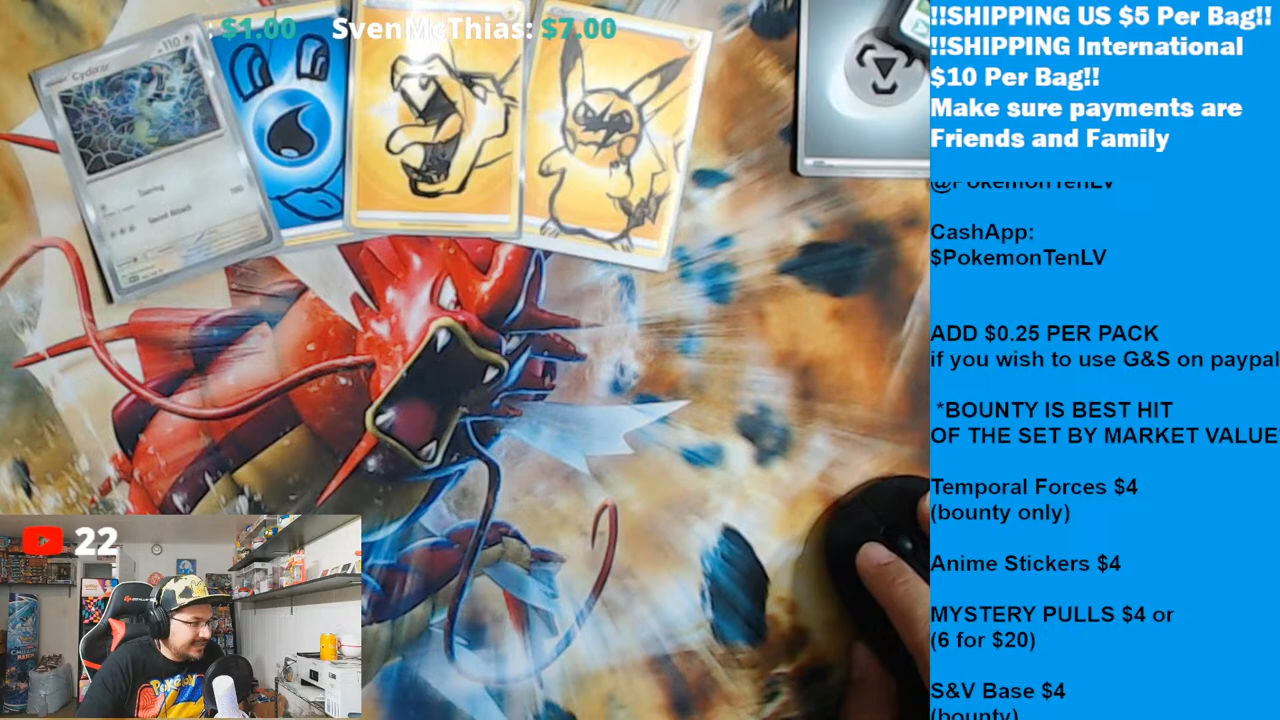 : $1.00 SvenMcThias: $7.00
!!SHIPPING US $5 Per Bag!!
!!SHIPPING International
$10 Per Bag!!
Make sure payments are
Friends and Family
@PokemonTenLV
CashApp:
$PokemonTenLV
ADD $0.25 PER PACK
if you wish to use G&S on paypal
*BOUNTY IS BEST HIT
OF THE SET BY MARKET VALUE
Temporal Forces $4
(bounty only)
Anime Stickers $4
MYSTERY PULLS $4 or
(6 for $20)
S&V Base $4
(bounty)
110
22
Pokémon